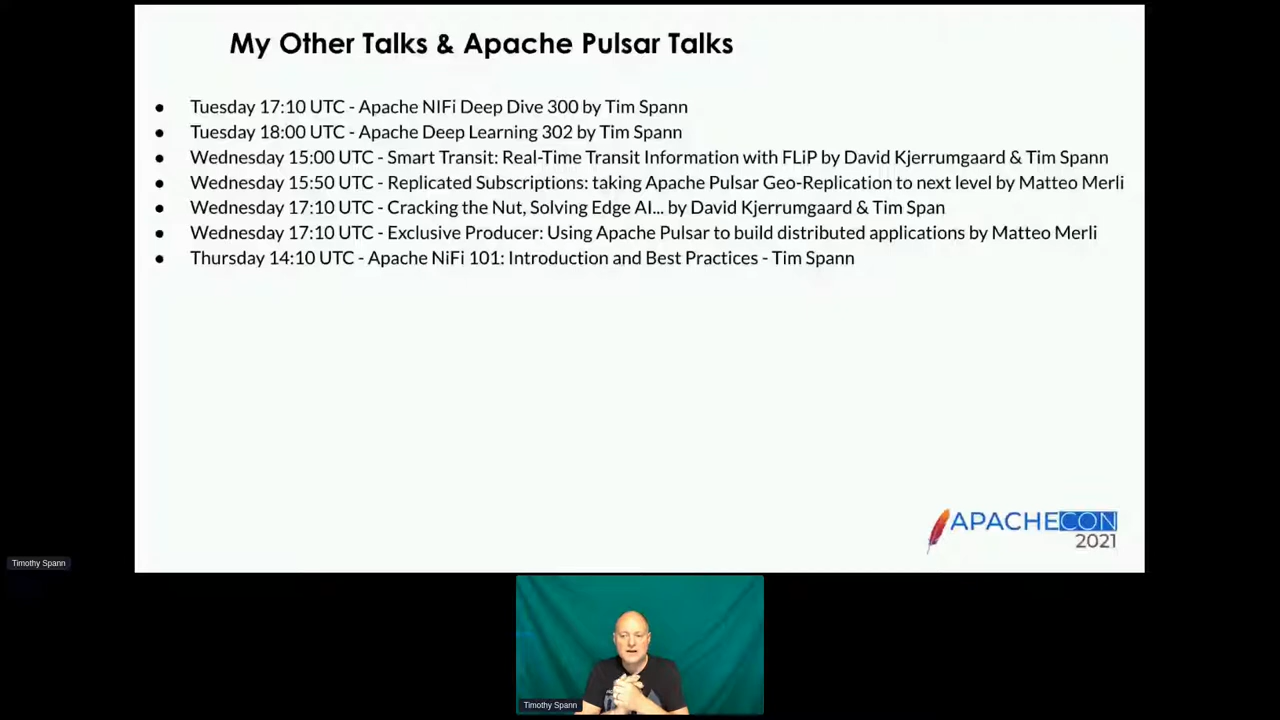 My Other Talks & Apache Pulsar Talks
● Tuesday 17:10 UTC - Apache NIFi Deep Dive 300 by Tim Spann
● Tuesday 18:00 UTC - Apache Deep Learning 302 by Tim Spann
● Wednesday 15:00 UTC - Smart Transit: Real-Time Transit Information with FLiP by David Kjerrumgaard & Tim Spann
● Wednesday 15:50 UTC - Replicated Subscriptions: taking Apache Pulsar Geo-Replication to next level by Matteo Merli
● Wednesday 17:10 UTC - Cracking the Nut, Solving Edge AI... by David Kjerrumgaard & Tim Span
● Wednesday 17:10 UTC - Exclusive Producer: Using Apache Pulsar to build distributed applications by Matteo Merli
● Thursday 14:10 UTC - Apache NiFi 101: Introduction and Best Practices - Tim Spann
APACHECON
2021
Timothy Spann
Timothy Spann